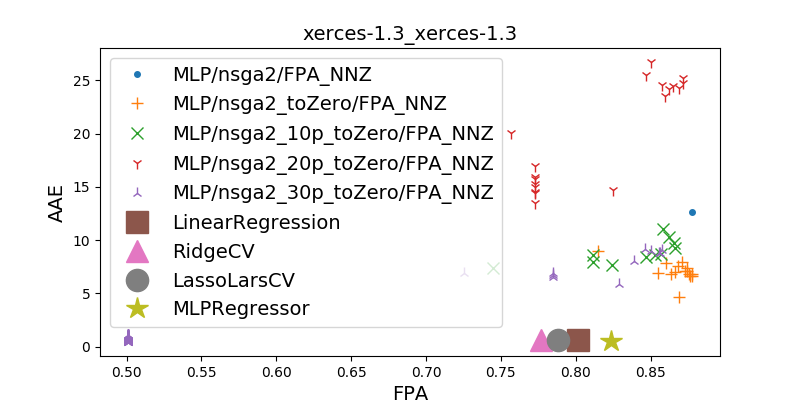 xerces-1.3_xerces-1.3
MLP/nsga2/FPA_NNZ
MLP/nsga2_toZero/FPA_NNZ
MLP/nsga2_10p_toZero/FPA_NNZ
MLP/nsga2_20p_toZero/FPA_NNZ
MLP/nsga2_30p_toZero/FPA_NNZ
LinearRegression
RidgeCV
LassoLarsCV
MLPRegressor
AAE
25
20
15
10
5
0
0.50 0.55 0.60 0.65 0.70 0.75 0.80 0.85
FPA